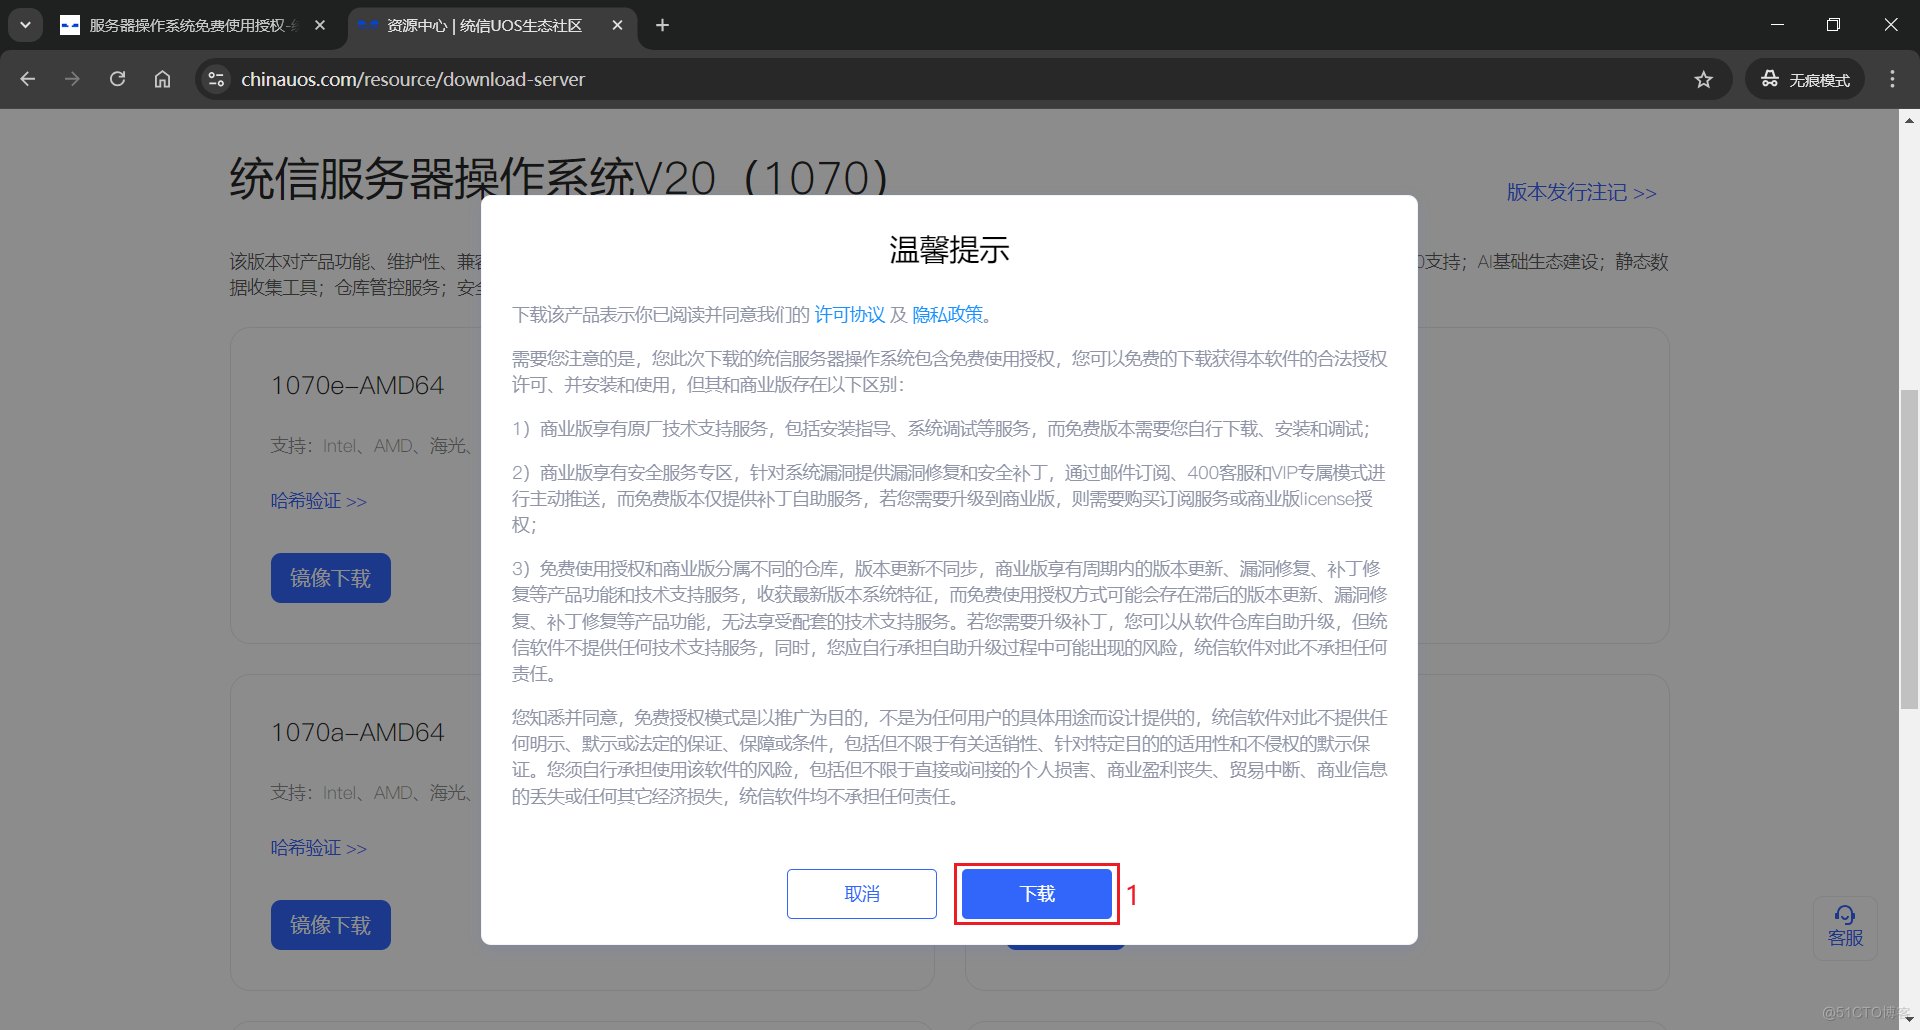 服务器操作系统免费使用授权-
资源中心 | 统信UOS生态社区
chinauos.com/resource/download-server
无痕模式
统信服务器操作系统V20（1070）
版本发行注记 >>
该版本对产品功能、维护性、兼
支持；AI基础生态建设；静态数
据收集工具；仓库管控服务；安
1070e-AMD64
支持：Intel、AMD、海光、
哈希验证 >>
镜像下载
1070a-AMD64
支持：Intel、AMD、海光、
哈希验证 >>
镜像下载
温馨提示
下载该产品表示你已阅读并同意我们的 许可协议 及 隐私政策。
需要您注意的是，您此次下载的统信服务器操作系统包含免费使用授权，您可以免费的下载获得本软件的合法授权
许可、并安装和使用，但其和商业版存在以下区别：
1）商业版享有原厂技术支持服务，包括安装指导、系统调试等服务，而免费版本需要您自行下载、安装和调试；
2）商业版享有安全服务专区，针对系统漏洞提供漏洞修复和安全补丁，通过邮件订阅、400客服和VIP专属模式进
行主动推送，而免费版本仅提供补丁自助服务，若您需要升级到商业版，则需要购买订阅服务或商业版license授
权；
3）免费使用授权和商业版分属不同的仓库，版本更新不同步，商业版享有周期内的版本更新、漏洞修复、补丁修
复等产品功能和技术支持服务，收获最新版本系统特征，而免费使用授权方式可能会存在滞后的版本更新、漏洞修
复、补丁修复等产品功能，无法享受配套的技术支持服务。若您需要升级补丁，您可以从软件仓库自助升级，但统
信软件不提供任何技术支持服务，同时，您应自行承担自助升级过程中可能出现的风险，统信软件对此不承担任何
责任。
您知悉并同意，免费授权模式是以推广为目的，不是为任何用户的具体用途而设计提供的，统信软件对此不提供任
何明示、默示或法定的保证、保障或条件，包括但不限于有关适销性、针对特定目的的适用性和不侵权的默示保
证。您须自行承担使用该软件的风险，包括但不限于直接或间接的个人损害、商业盈利丧失、贸易中断、商业信息
的丢失或任何其它经济损失，统信软件均不承担任何责任。
取消
下载
1
客服
@51CTO博客